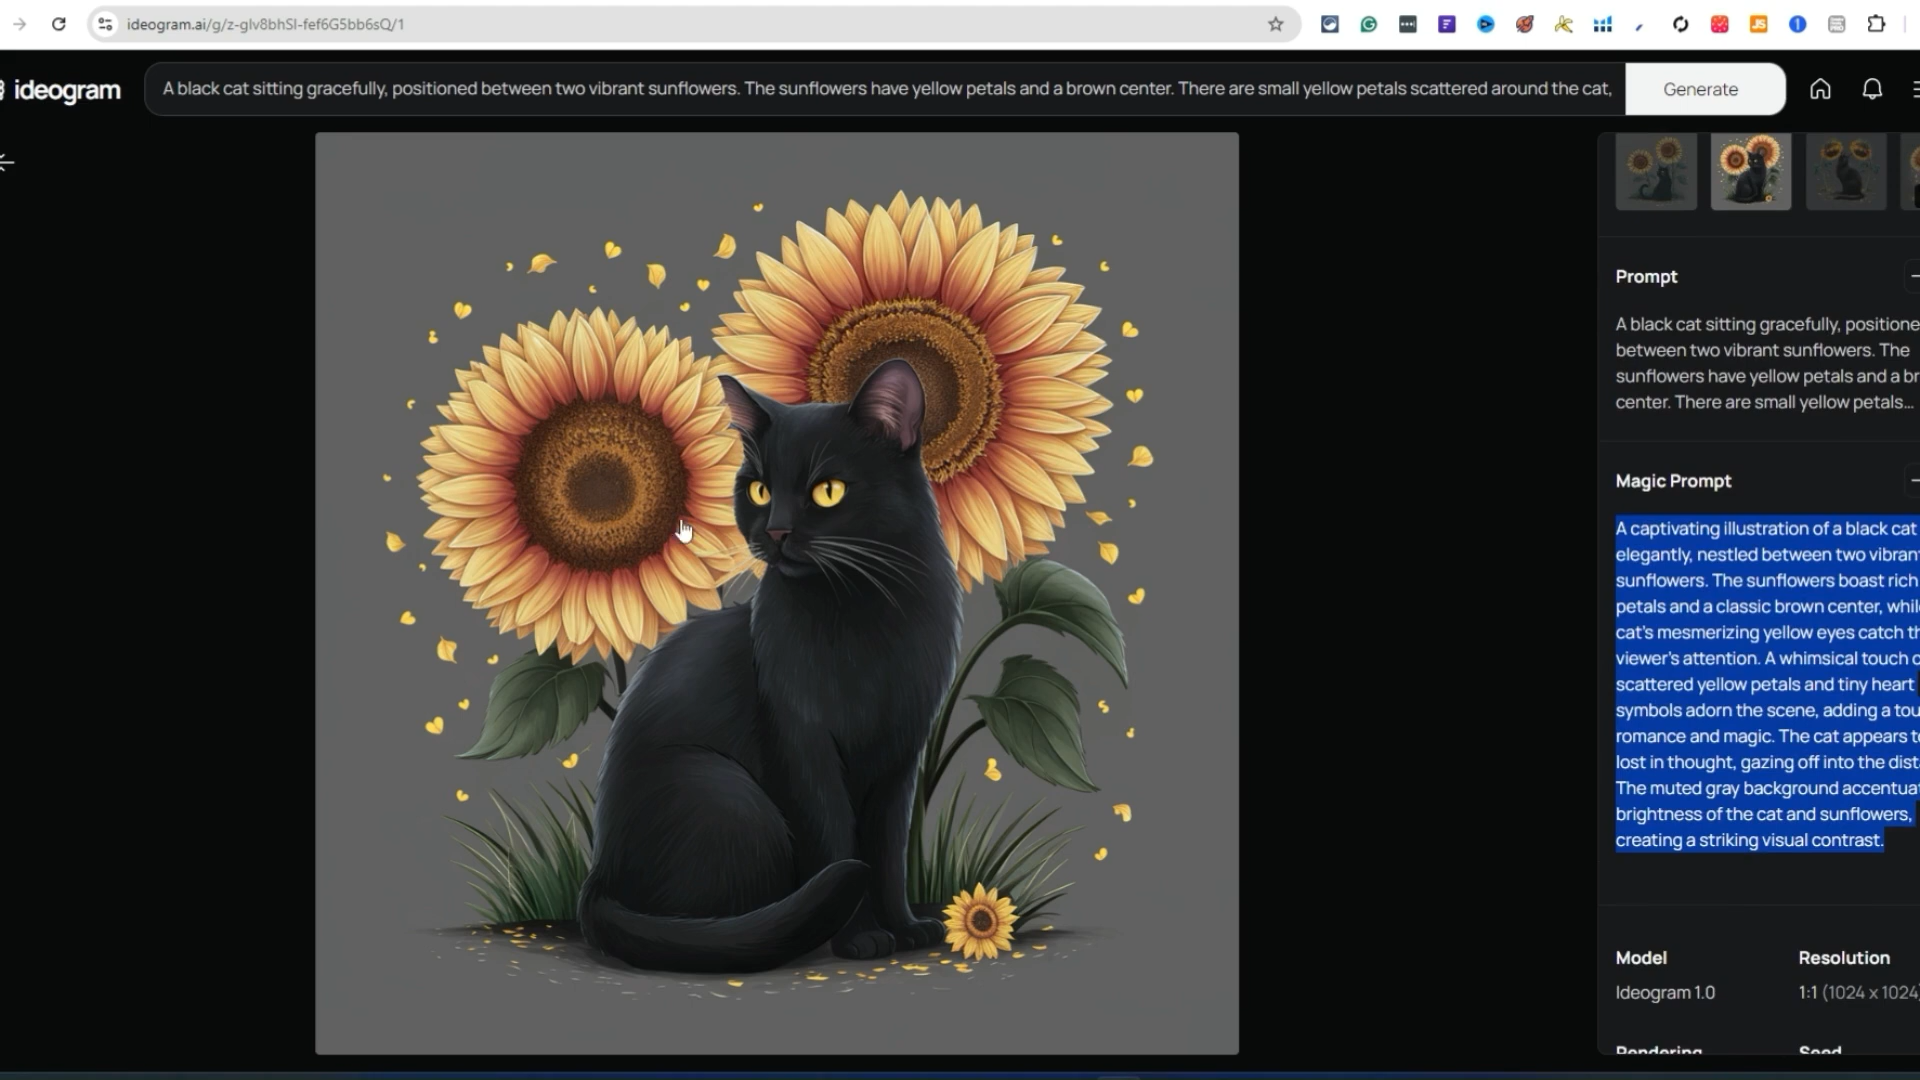 ideogram.ai/g/z-gIv8bhSI-fef6G5bb6sQ/1
ideogram
A black cat sitting gracefully, positioned between two vibrant sunflowers. The sunflowers have yellow petals and a brown center. There are small yellow petals scattered around the cat,
Generate
Prompt
A black cat sitting gracefully, positione
between two vibrant sunflowers. The
sunflowers have yellow petals and a br
center. There are small yellow petals...
Magic Prompt
A captivating illustration of a black cat
elegantly, nestled between two vibran
sunflowers. The sunflowers boast rich
petals and a classic brown center, whil
cat's mesmerizing yellow eyes catch th
viewer's attention. A whimsical touch o
scattered yellow petals and tiny heart
symbols adorn the scene, adding a tou
romance and magic. The cat appears t
lost in thought, gazing off into the dist
The muted gray background accentuat
brightness of the cat and sunflowers,
creating a striking visual contrast.
Model Resolution
Ideogram 1.0 1:1 (1024 x 1024)
Rendering Seed